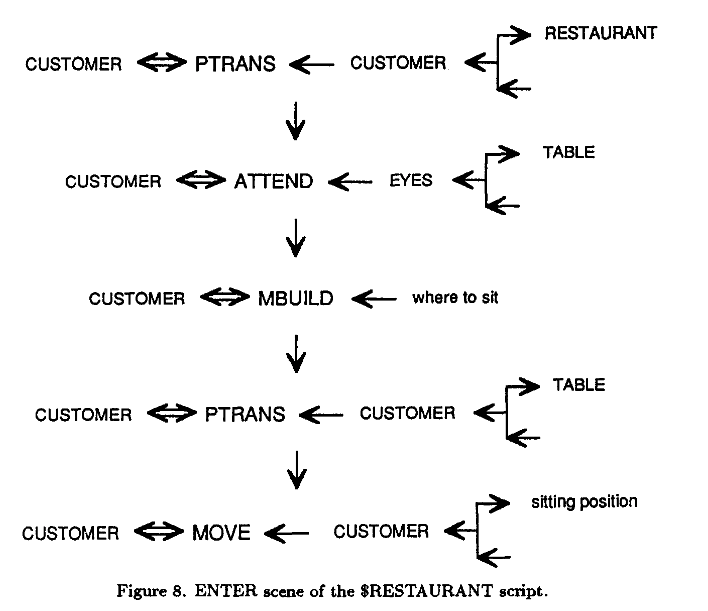 RESTAURANT
CUSTOMER PTRANS CUSTOMER
TABLE
CUSTOMER ATTEND EYES
CUSTOMER MBUILD where to sit
TABLE
CUSTOMER PTRANS CUSTOMER
sitting position
CUSTOMER MOVE CUSTOMER
Figure 8. ENTER scene of the $RESTAURANT script.